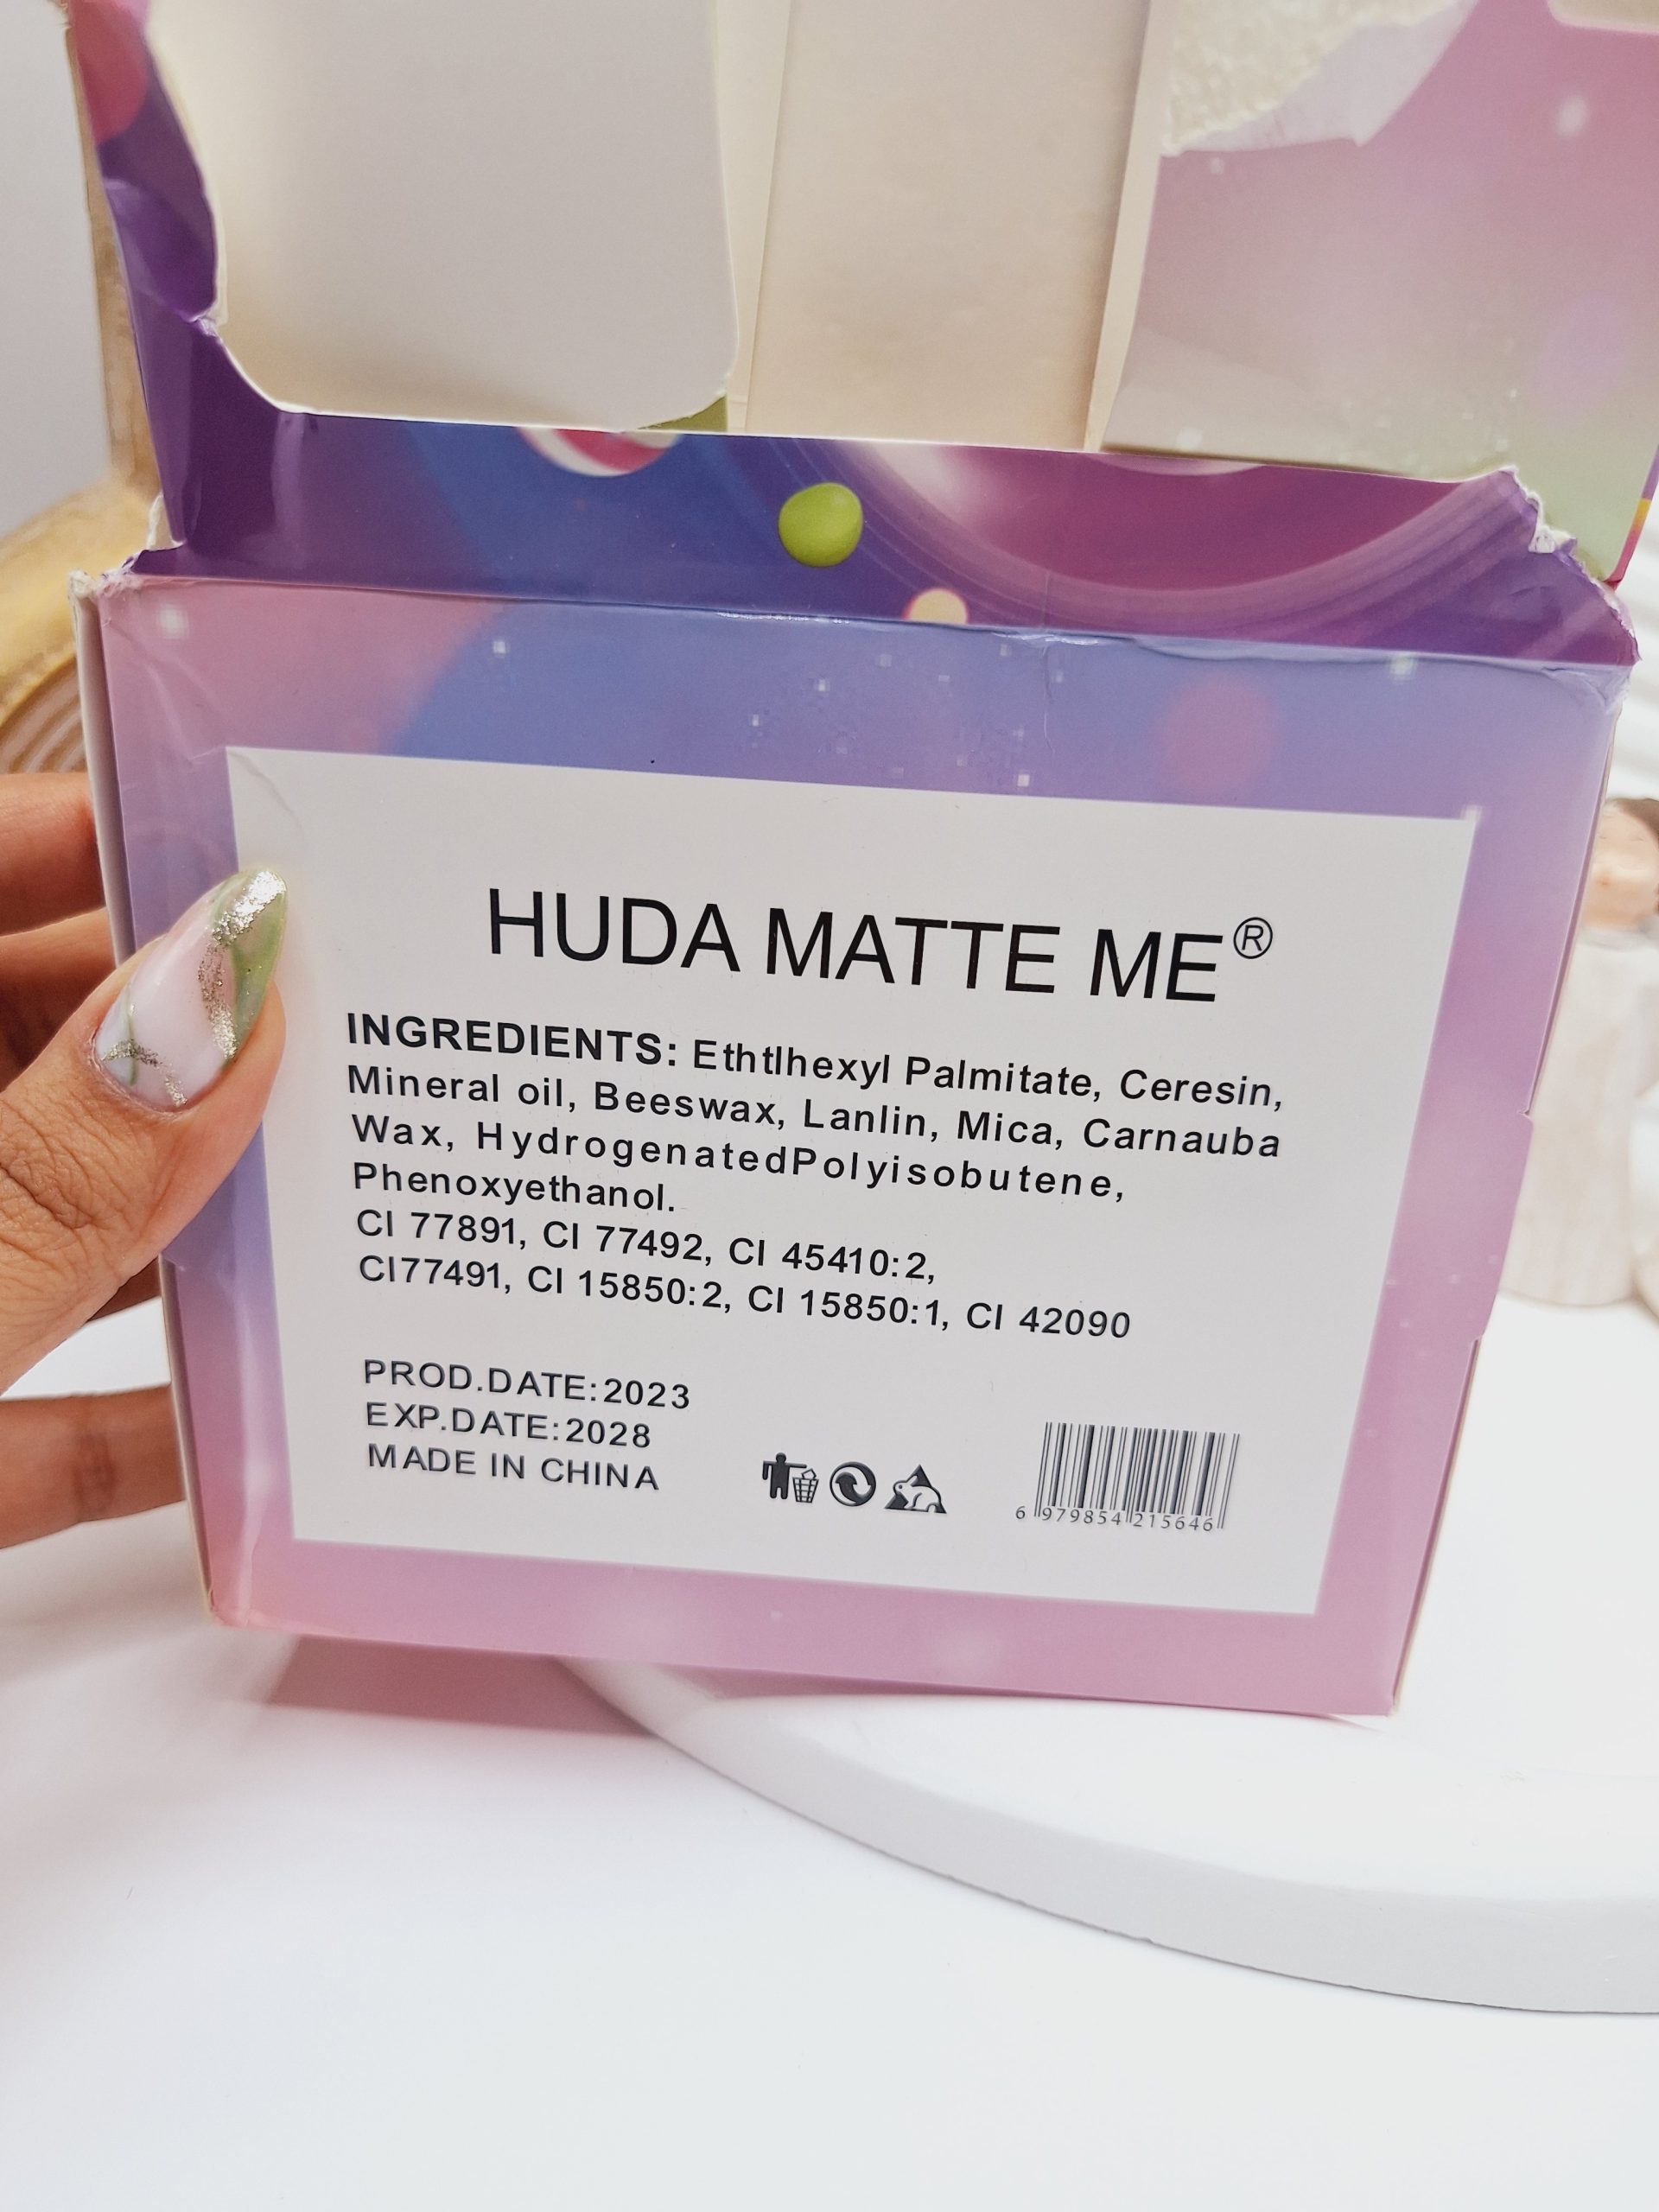 HUDA MATTE ME®
INGREDIENTS: Ethtlhexyl Palmitate, Ceresin,
Mineral oil, Beeswax, Lanlin, Mica, Carnauba
Wax, HydrogenatedPolyisobutene,
Phenoxyethanol.
CI 77891, CI 77492, CI 45410:2,
CI77491, CI 15850:2, CI 15850:1, CI 42090
PROD.DATE:2023
EXP.DATE:2028
MADE IN CHINA
6 979854 215646